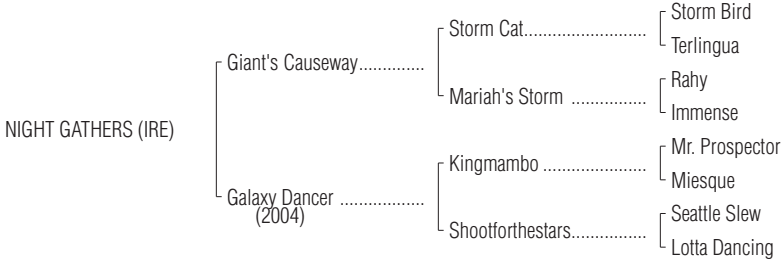 Storm Bird
Storm Cat........................
Terlingua
Giant's Causeway..............
Rahy
Mariah's Storm ................
Immense
NIGHT GATHERS (IRE)
Mr. Prospector
Kingmambo ......................
Miesque
Galaxy Dancer ..................
(2004)
Seattle Slew
Shootforthestars................
Lotta Dancing